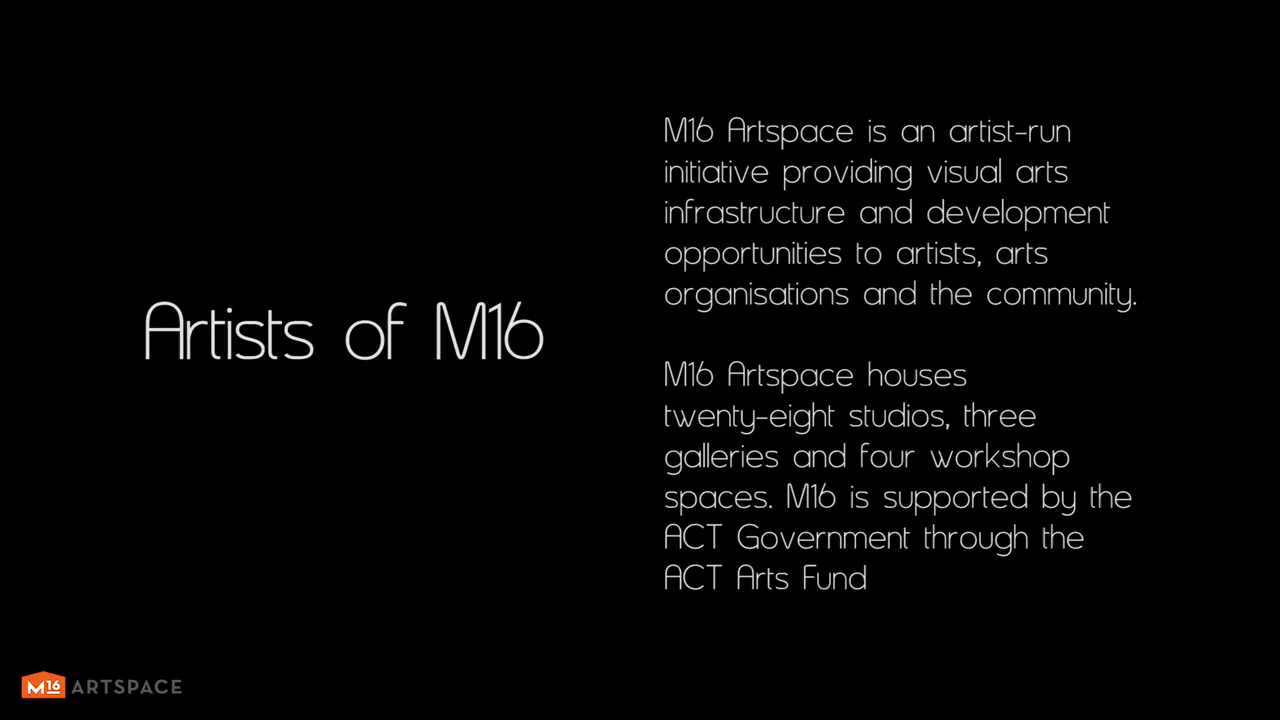 Artists of M16
M16 Artspace is an artist-run
initiative providing visual arts
infrastructure and development
opportunities to artists, arts
organisations and the community.
M16 Artspace houses
twenty-eight studios, three
galleries and four workshop
spaces. M16 is supported by the
ACT Government through the
ACT Arts Fund
M16 ARTSPACE